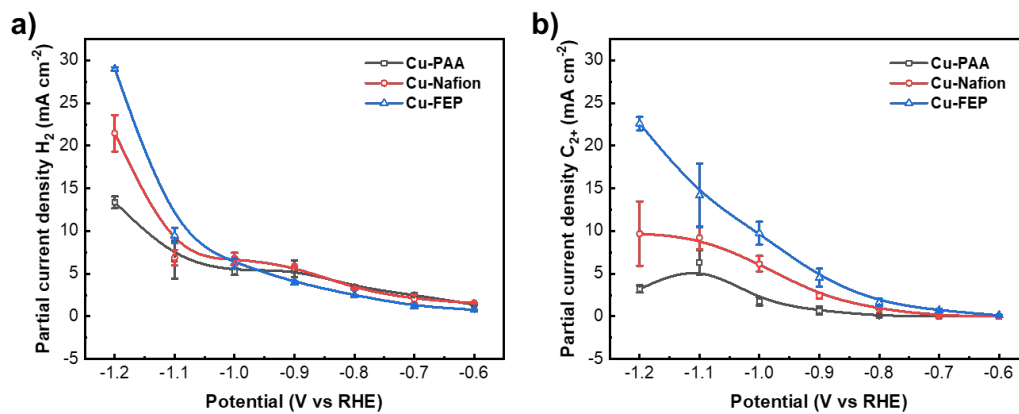 a)
Partial current density H₂ (mA cm⁻²)
30
25
20
15
10
5
0
-5
Cu-PAA
Cu-Nafion
Cu-FEP
-1.2 -1.1 -1.0 -0.9 -0.8 -0.7 -0.6
Potential (V vs RHE)
b)
Partial current density C₂₊ (mA cm⁻²)
30
25
20
15
10
5
0
-5
Cu-PAA
Cu-Nafion
Cu-FEP
-1.2 -1.1 -1.0 -0.9 -0.8 -0.7 -0.6
Potential (V vs RHE)